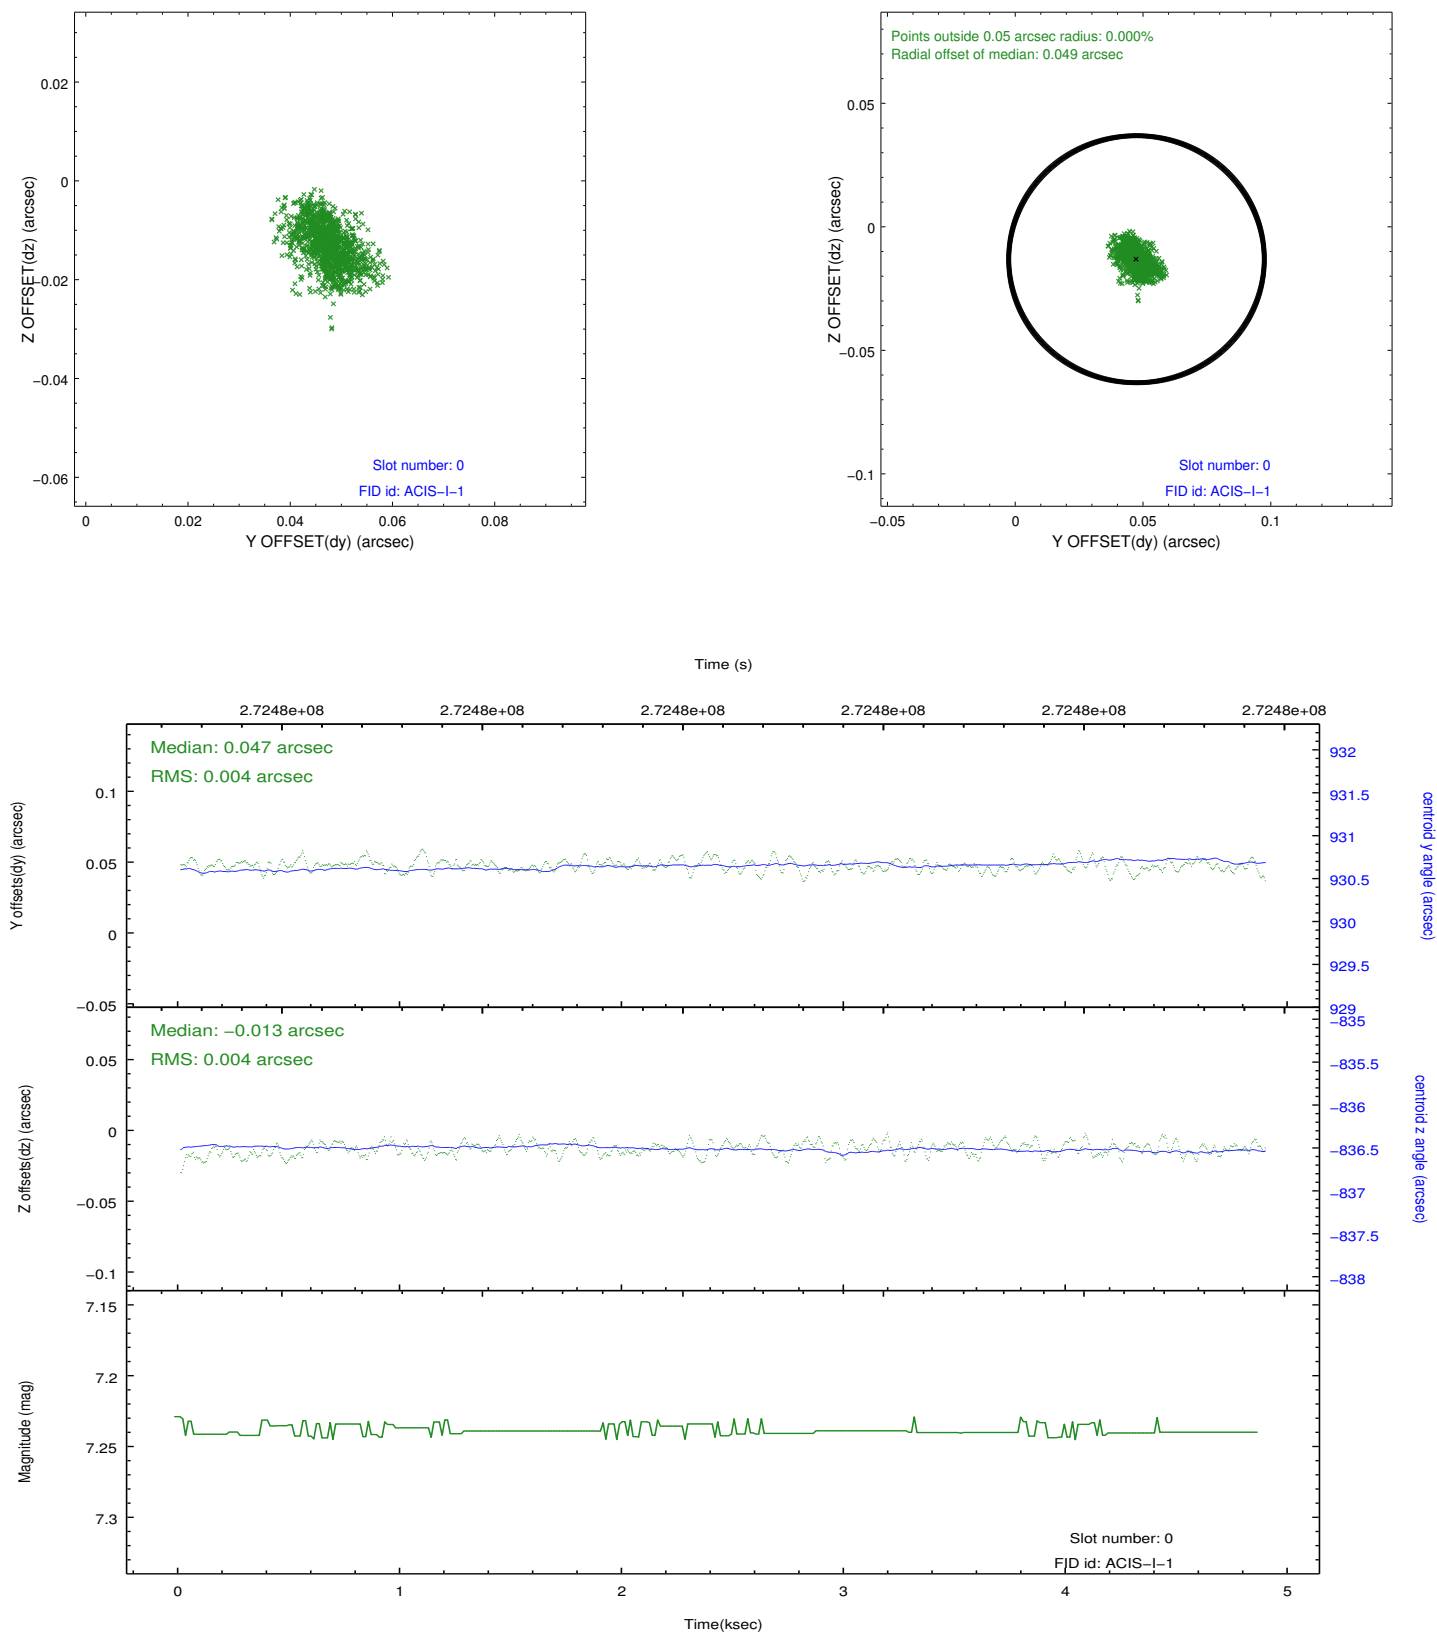 0.02
0
−0.02
−0.04
−0.06
Z OFFSET(dz) (arcsec)
Slot number: 0
FID id: ACIS−I−1
0
0.02
0.04
0.06
0.08
Y OFFSET(dy) (arcsec)
Points outside 0.05 arcsec radius: 0.000%
Radial offset of median: 0.049 arcsec
0.05
0
−0.05
−0.1
Z OFFSET(dz) (arcsec)
Slot number: 0
FID id: ACIS−I−1
−0.05
0
0.05
0.1
Y OFFSET(dy) (arcsec)
Time (s)
2.7248e+08
2.7248e+08
2.7248e+08
2.7248e+08
2.7248e+08
2.7248e+08
Median: 0.047 arcsec
RMS: 0.004 arcsec
0.1
0.05
0
−0.05
Y offsets(dy) (arcsec)
932
931.5
931
930.5
930
929.5
929
centroid y angle (arcsec)
Median: −0.013 arcsec
RMS: 0.004 arcsec
0.05
0
−0.05
−0.1
Z offsets(dz) (arcsec)
−835
−835.5
−836
−836.5
−837
−837.5
−838
centroid z angle (arcsec)
7.15
7.2
7.25
7.3
Magnitude (mag)
Slot number: 0
FID id: ACIS−I−1
0
1
2
3
4
5
Time(ksec)